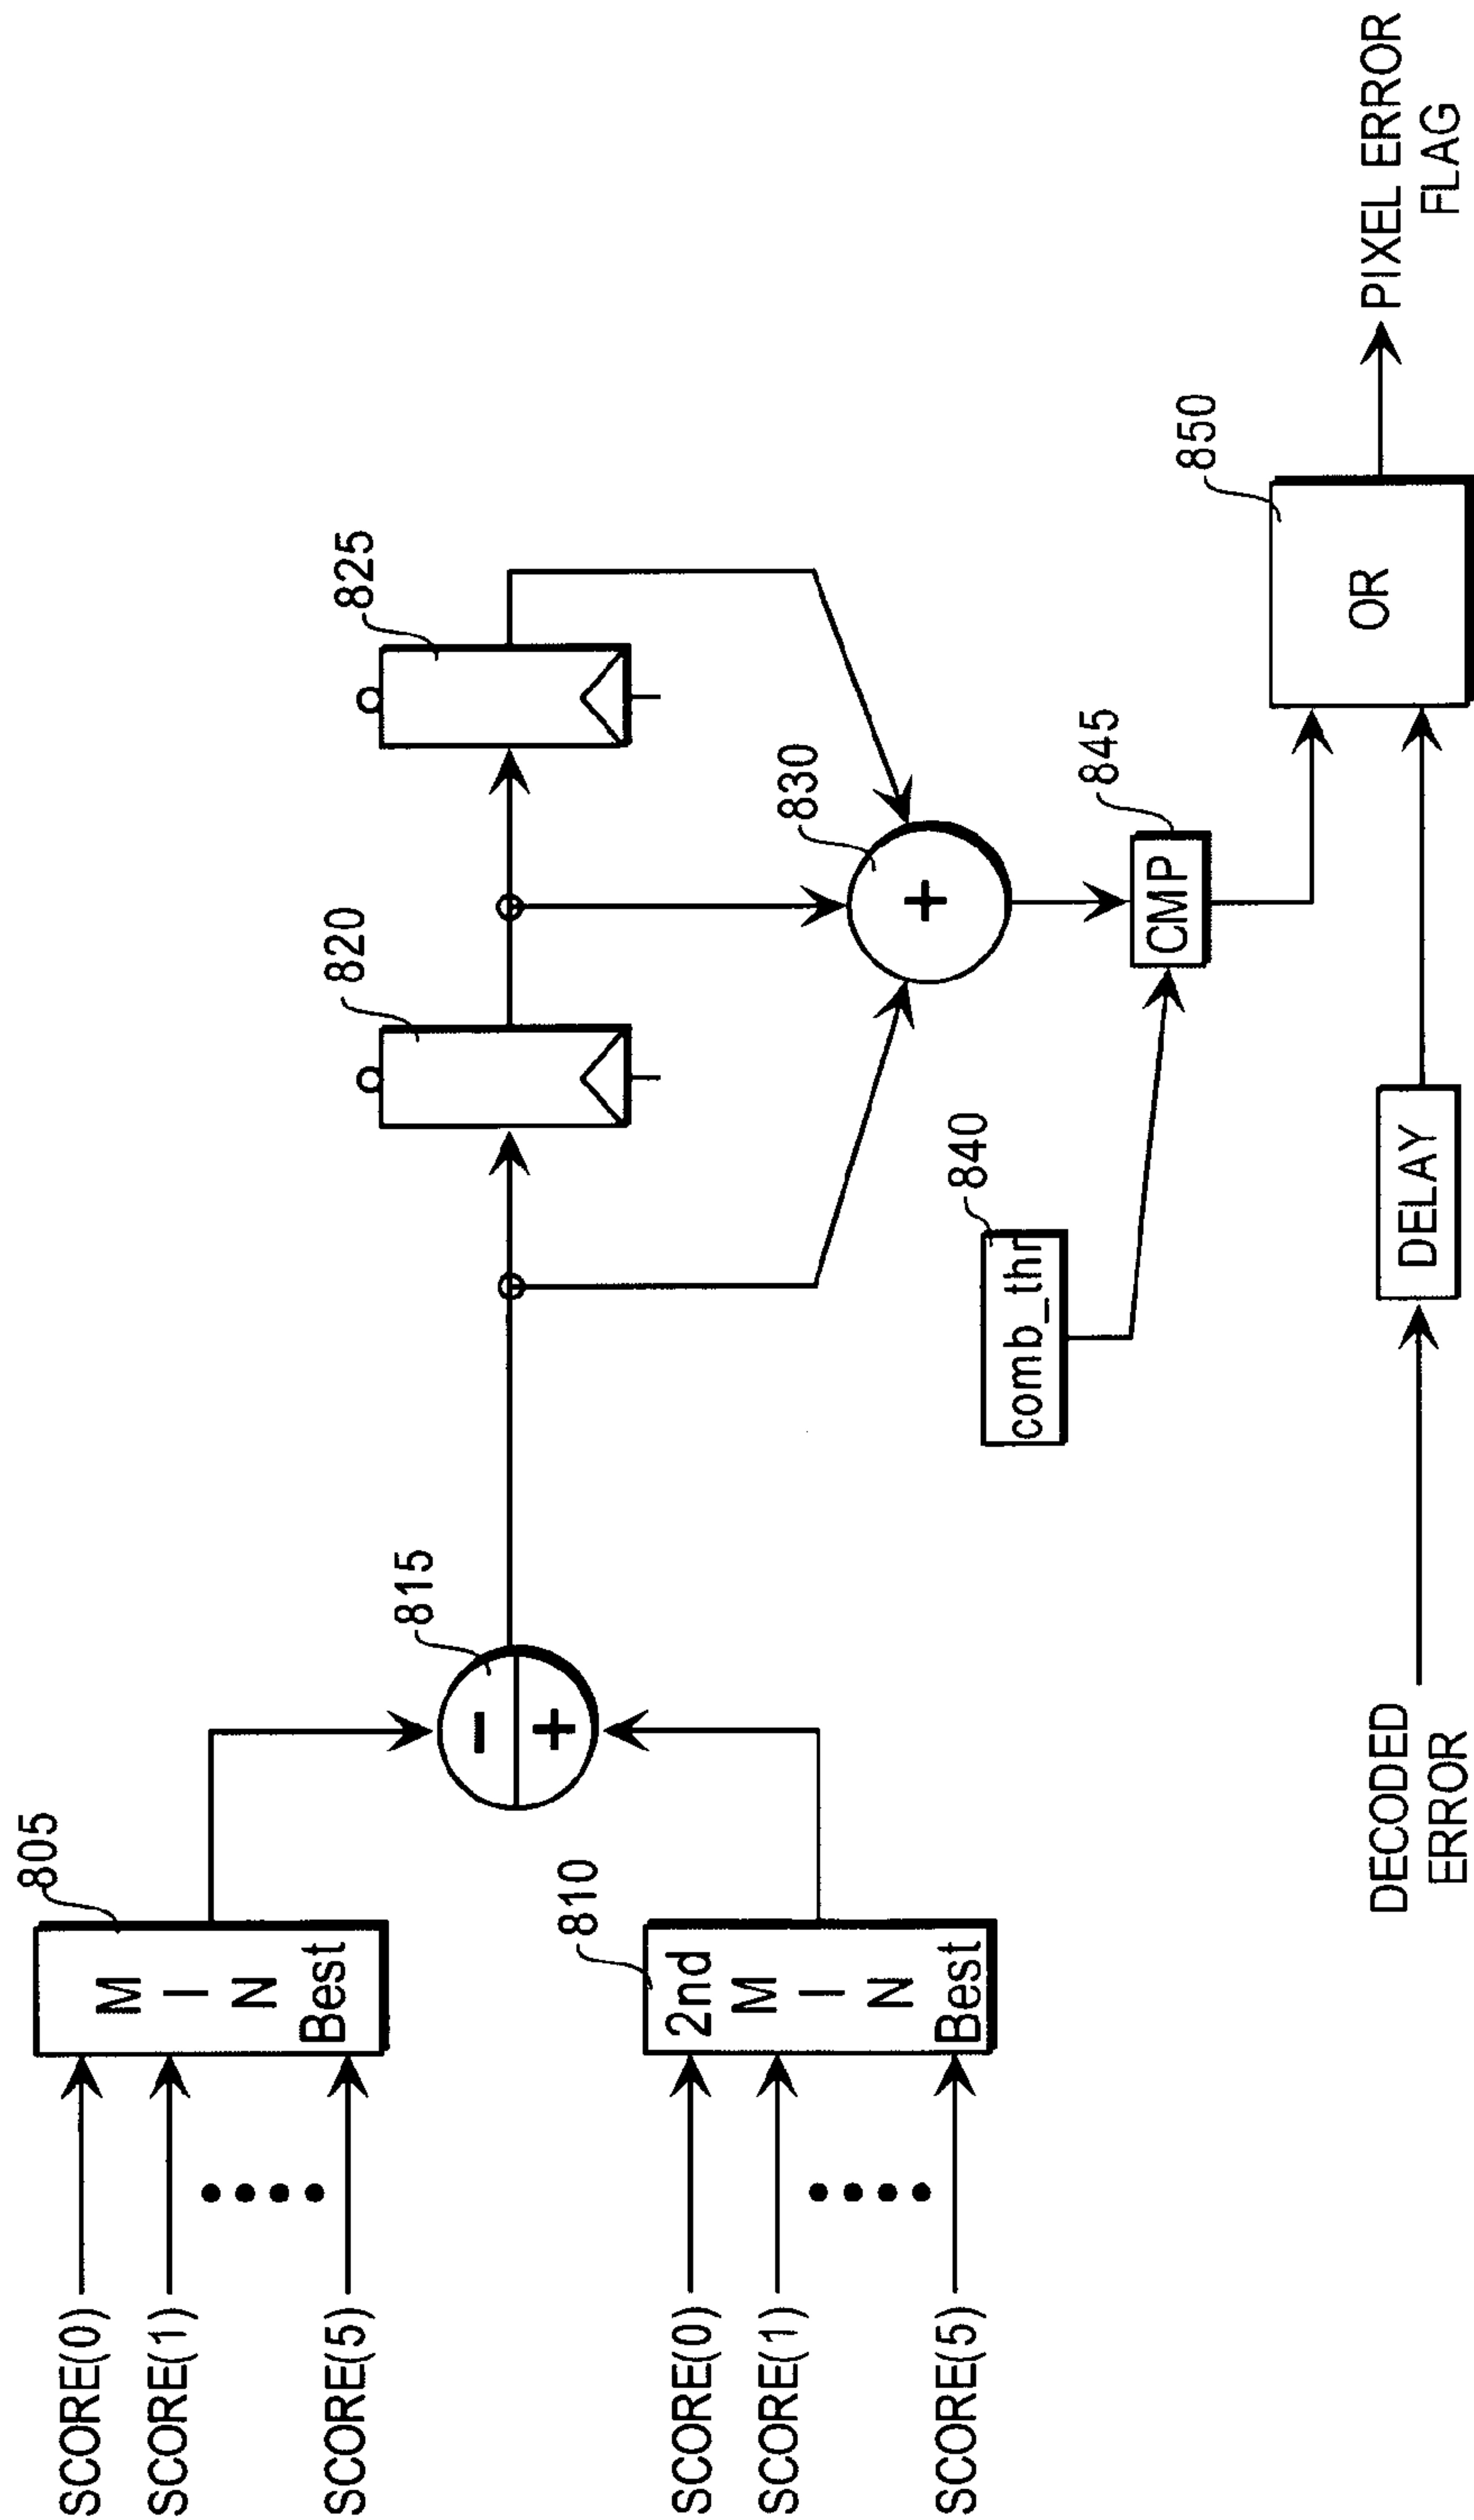 SCORE(0)
SCORE(1)
SCORE(5)
805
M
I
N
Best
SCORE(0)
SCORE(1)
SCORE(5)
810
2nd
M
I
N
Best
815
-
+
820
825
830
+
840
comb_thr
845
CMP
DECODED
ERROR
DELAY
850
OR
PIXEL ERROR
FLAG